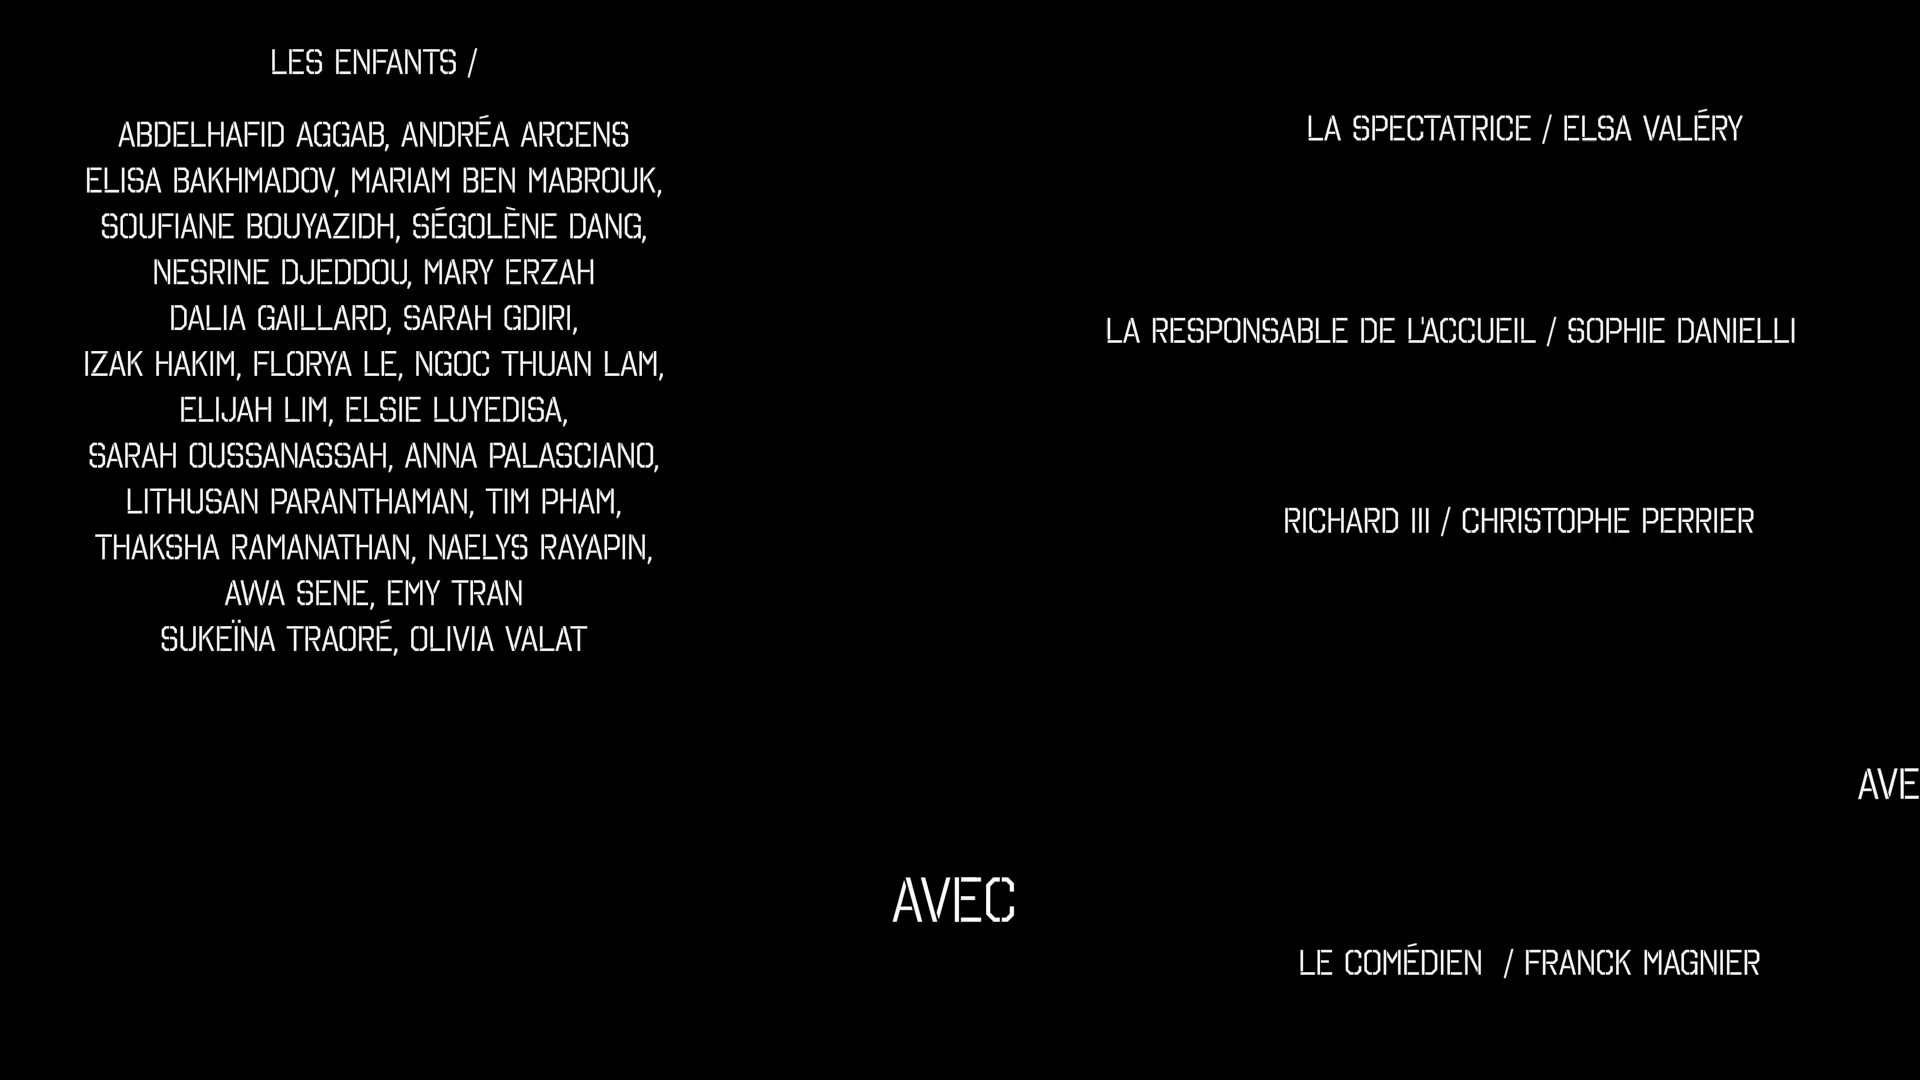 LES ENFANTS /
ABDELHAFID AGGAB, ANDRÉA ARCENS
ELISA BAKHMADOV, MARIAM BEN MABROUK,
SOUFIANE BOUYAZIDH, SÉGOLÈNE DANG,
NESRINE DJEDDOU, MARY ERZAH
DALIA GAILLARD, SARAH GDIRI,
IZAK HAKIM, FLORYA LE, NGOC THUAN LAM,
ELIJAH LIM, ELSIE LUYEDISA,
SARAH OUSSANASSAH, ANNA PALASCIANO,
LITHUSAN PARANTHAMAN, TIM PHAM,
THAKSHA RAMANATHAN, NAELYS RAYAPIN,
AWA SENE, EMY TRAN
SUKEÏNA TRAORÉ, OLIVIA VALAT
LA SPECTATRICE / ELSA VALÉRY
LA RESPONSABLE DE L'ACCUEIL / SOPHIE DANIELLI
RICHARD III / CHRISTOPHE PERRIER
AVE
AVEC
LE COMÉDIEN / FRANCK MAGNIER